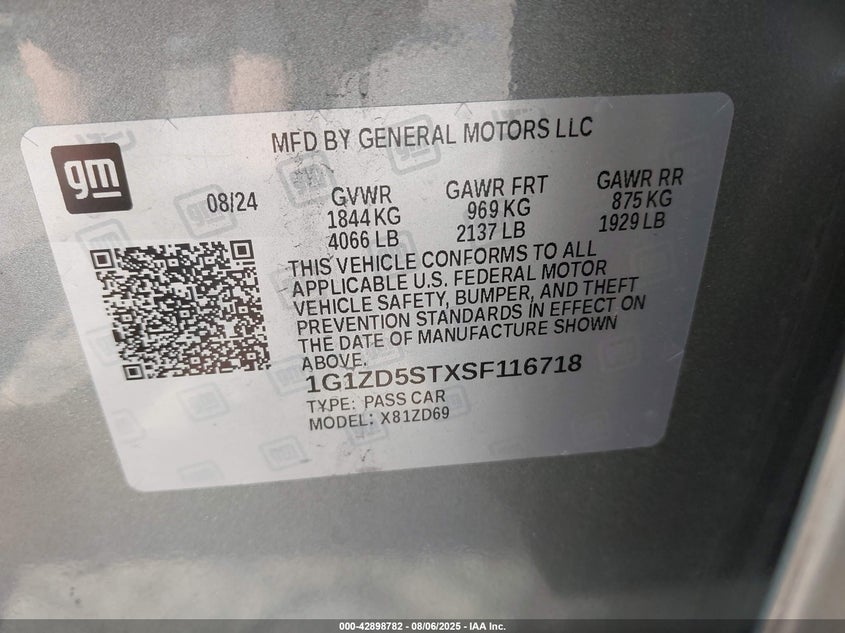 gm
MFD BY GENERAL MOTORS LLC
08/24
GVWR
1844 KG
4066 LB
GAWR FRT
969 KG
2137 LB
GAWR RR
875 KG
1929 LB
THIS VEHICLE CONFORMS TO ALL
APPLICABLE U.S. FEDERAL MOTOR
VEHICLE SAFETY, BUMPER, AND THEFT
PREVENTION STANDARDS IN EFFECT ON
THE DATE OF MANUFACTURE SHOWN
ABOVE.
1G1ZD5STXSF116718
TYPE: PASS CAR
MODEL: X81ZD69
000-42898782 - 08/06/2025 - IAA Inc.